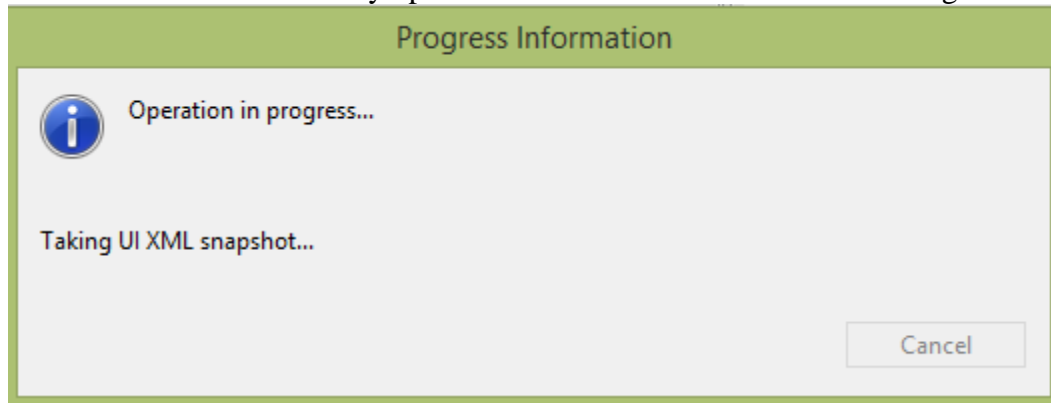 Progress Information
Operation in progress...
Taking UI XML snapshot...
Cancel